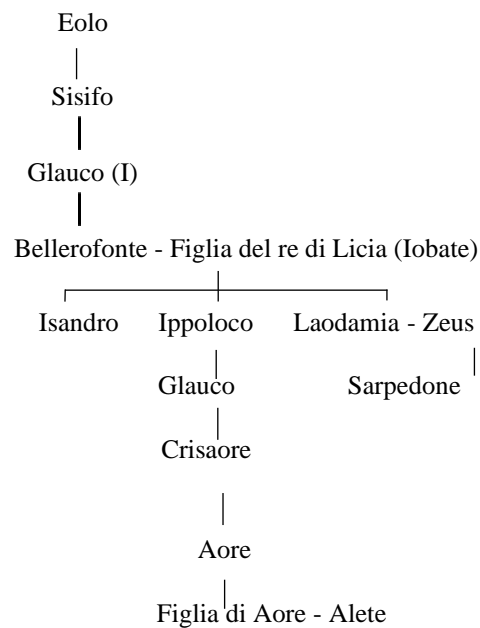 Eolo
Sisifo
Glauco (I)
Bellerofonte - Figlia del re di Licia (Iobate)
Isandro Ippoloco Laodamia - Zeus
Glauco Sarpedone
Crisaore
Aore
Figlia di Aore - Alete